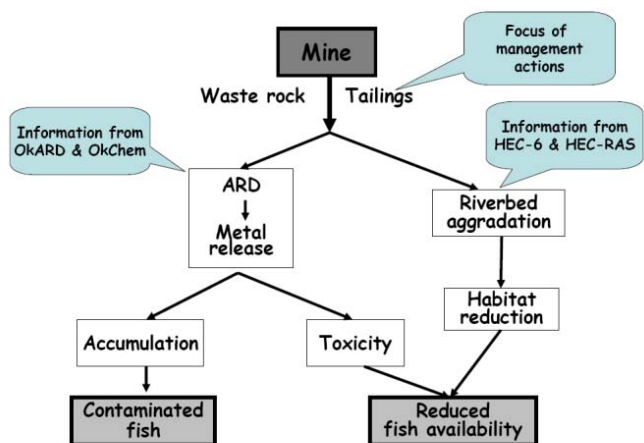 Mine
Focus of
management
actions
Waste rock
Tailings
Information from
OkARD & OkChem
Information from
HEC-6 & HEC-RAS
ARD
Metal
release
Riverbed
aggradation
Habitat
reduction
Accumulation
Toxicity
Contaminated
fish
Reduced
fish availability